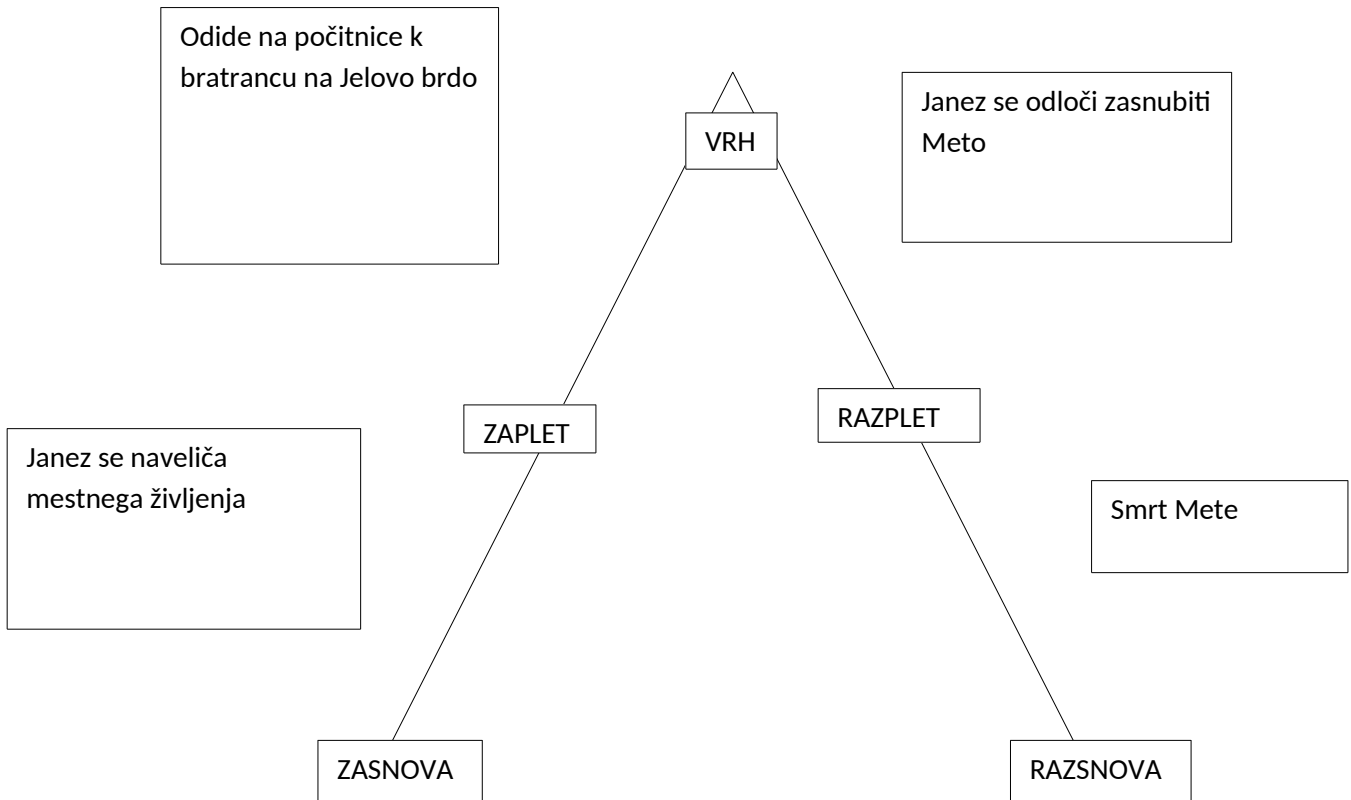 Odide na počitnice k
bratrancu na Jelovo brdo
Janez se odloči zasnubiti
Meto
VRH
ZAPLET
RAZPLET
Janez se naveliča
mestnega življenja
Smrt Mete
ZASNOVA
RAZSNOVA